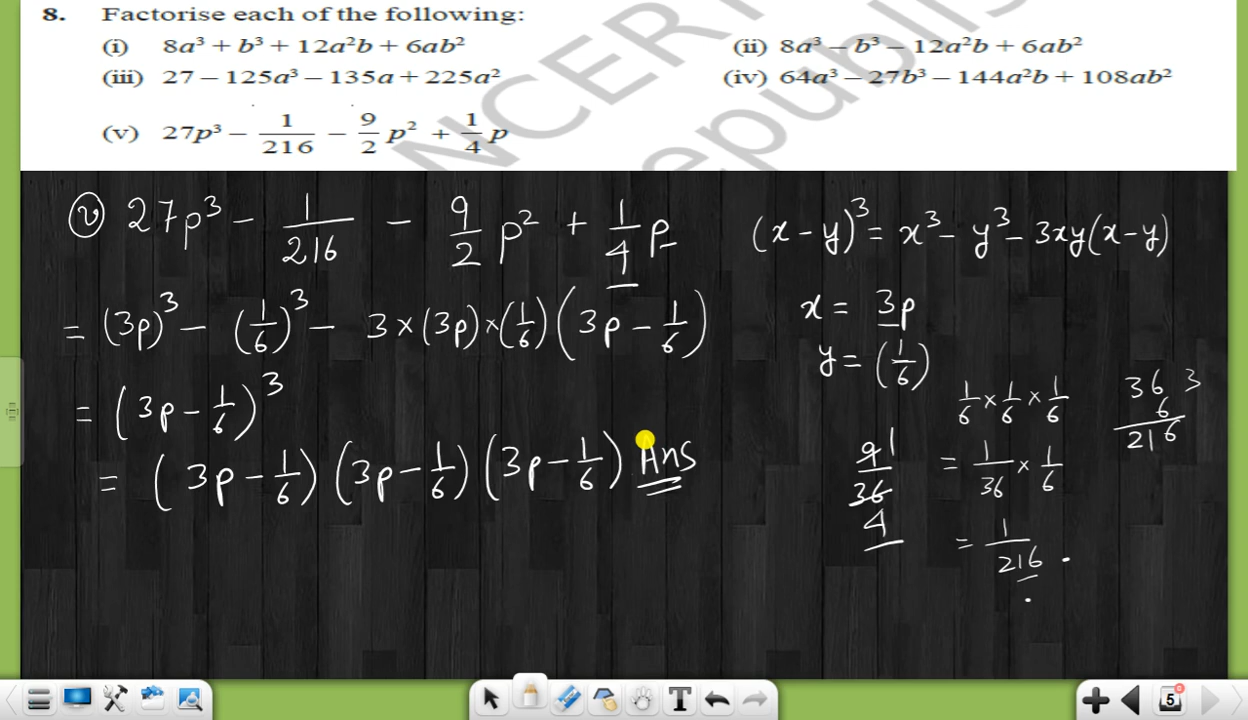 8. Factorise each of the following:
(i) 8a³ + b³ + 12a²b + 6ab² (ii) 8a³ – b³ – 12a²b + 6ab²
(iii) 27 – 125a³ – 135a + 225a² (iv) 64a³ – 27b³ – 144a²b + 108ab²
(v) 27p³ – 1/216 – 9/2 p² + 1/4 p
NCERT
republis
(v) 27p³ – 1/216 – 9/2 p² + 1/4 p
= (3p)³ – (1/6)³ – 3 × (3p) × (1/6) (3p – 1/6)
= (3p – 1/6)³
= (3p – 1/6) (3p – 1/6) (3p – 1/6) Ans
(x – y)³ = x³ – y³ – 3xy(x – y)
x = 3p
y = (1/6)
9 1
36
4
1/6 × 1/6 × 1/6
= 1/36 × 1/6
= 1/216 .
36 3
6
216
T
5